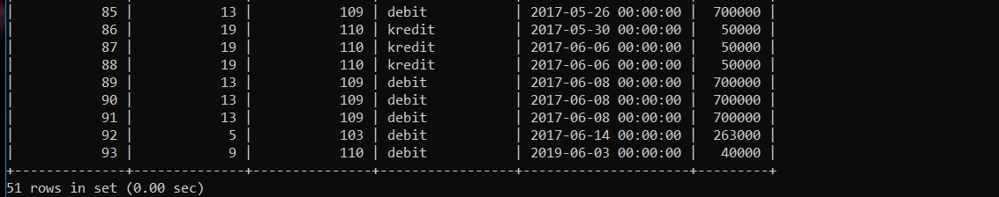 | 85 | 13 | 109 | debit | 2017-05-26 00:00:00 | 700000 |
| 86 | 19 | 110 | kredit | 2017-05-30 00:00:00 | 50000 |
| 87 | 19 | 110 | kredit | 2017-06-06 00:00:00 | 50000 |
| 88 | 19 | 110 | kredit | 2017-06-06 00:00:00 | 50000 |
| 89 | 13 | 109 | debit | 2017-06-08 00:00:00 | 700000 |
| 90 | 13 | 109 | debit | 2017-06-08 00:00:00 | 700000 |
| 91 | 13 | 109 | debit | 2017-06-08 00:00:00 | 700000 |
| 92 | 5 | 103 | debit | 2017-06-14 00:00:00 | 263000 |
| 93 | 9 | 110 | debit | 2019-06-03 00:00:00 | 40000 |
+--------------+---------------+---------------+-----------------+---------------------+---------+
51 rows in set (0.00 sec)